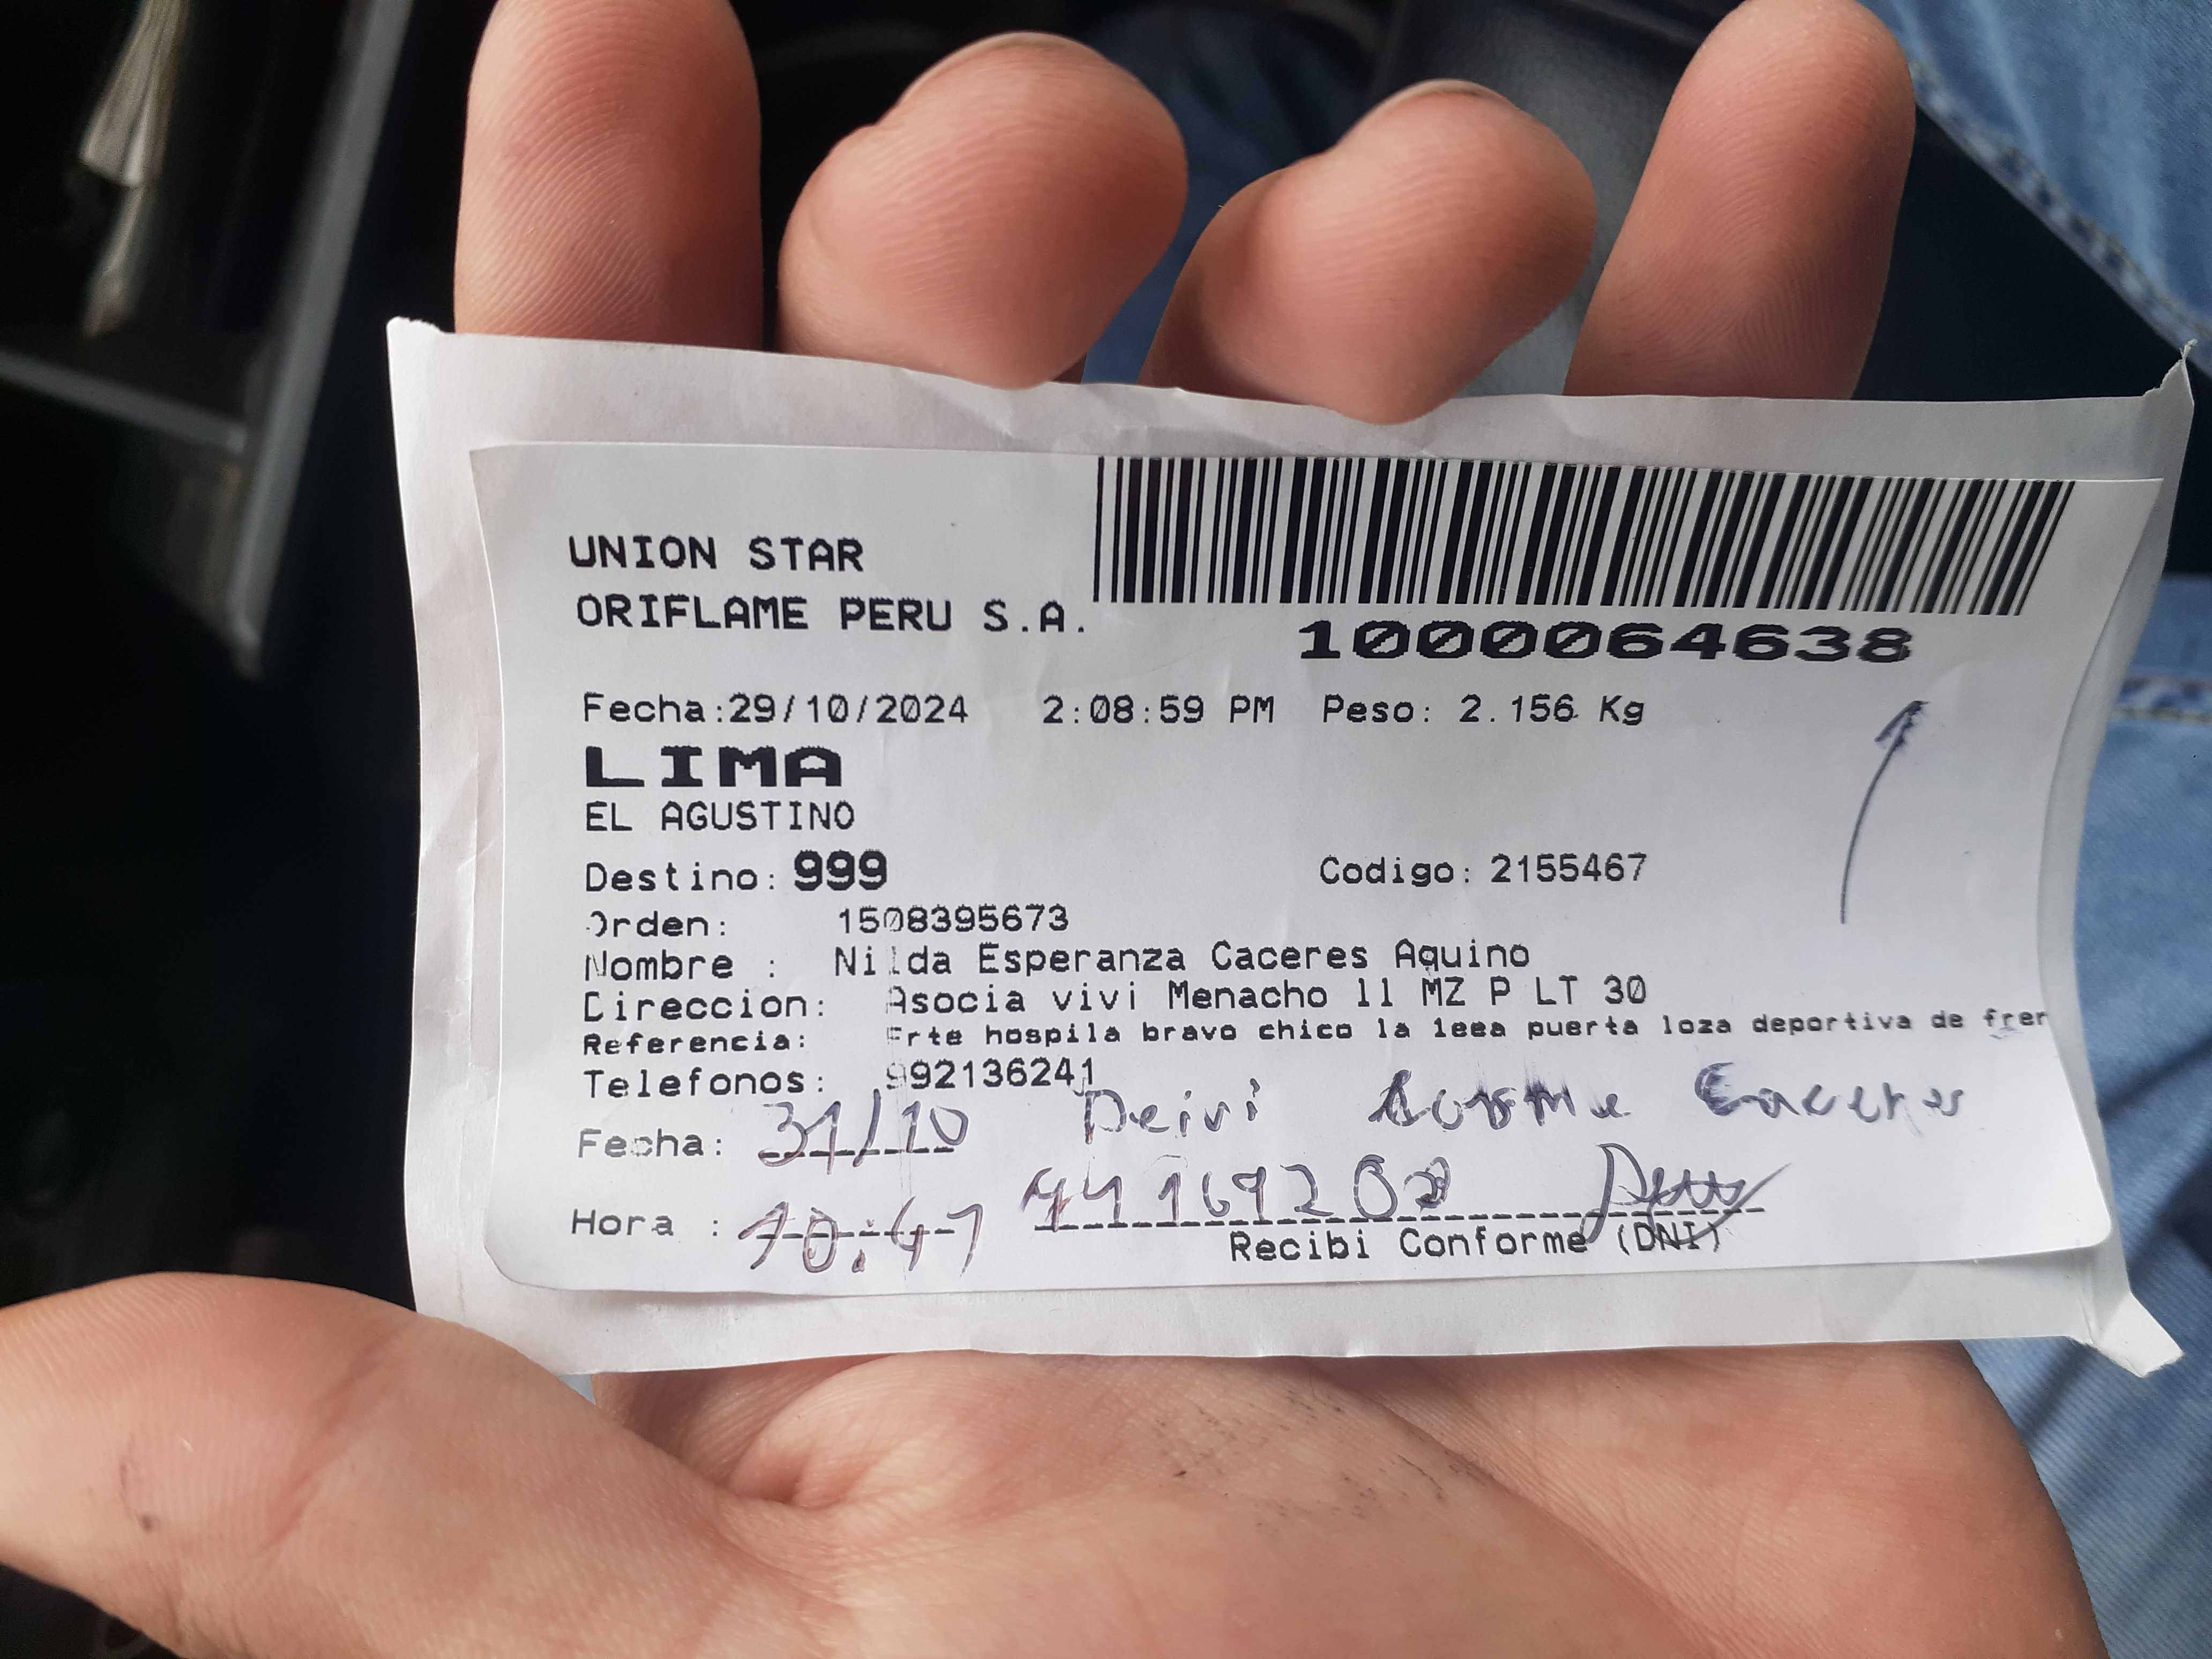 UNION STAR
ORIFLAME PERU S.A.
1000064638
Fecha:29/10/2024 2:08:59 PM Peso: 2.156 Kg
LIMA
EL AGUSTINO
Destino: 999 Codigo: 2155467
Orden: 1508395673
Nombre : Nilda Esperanza Caceres Aquino
Direccion: Asocia vivi Menacho 11 MZ P LT 30
Referencia: Frte hospila bravo chico la 1eea puerta loza deportiva de frer
Telefonos: 992136241
Fecha: 31/10 Deivi Caceres
Hora : 10:47
Recibi Conforme (DNI)